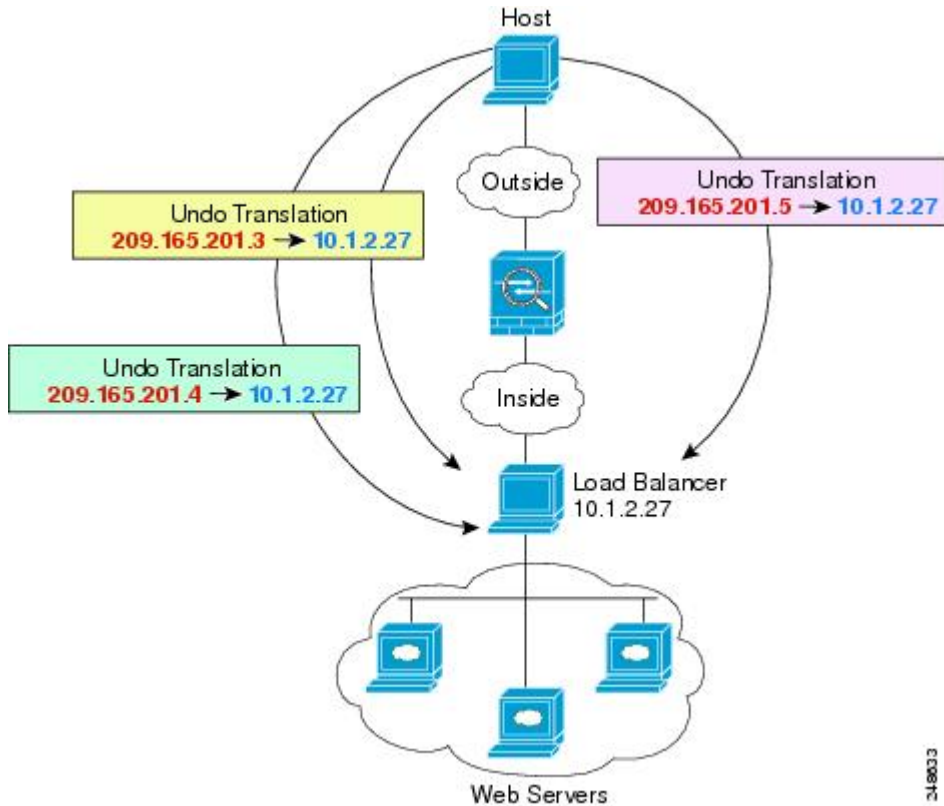 Host
Outside
Undo Translation
209.165.201.3 → 10.1.2.27
Undo Translation
209.165.201.5 → 10.1.2.27
Undo Translation
209.165.201.4 → 10.1.2.27
Inside
Load Balancer
10.1.2.27
Web Servers
248633